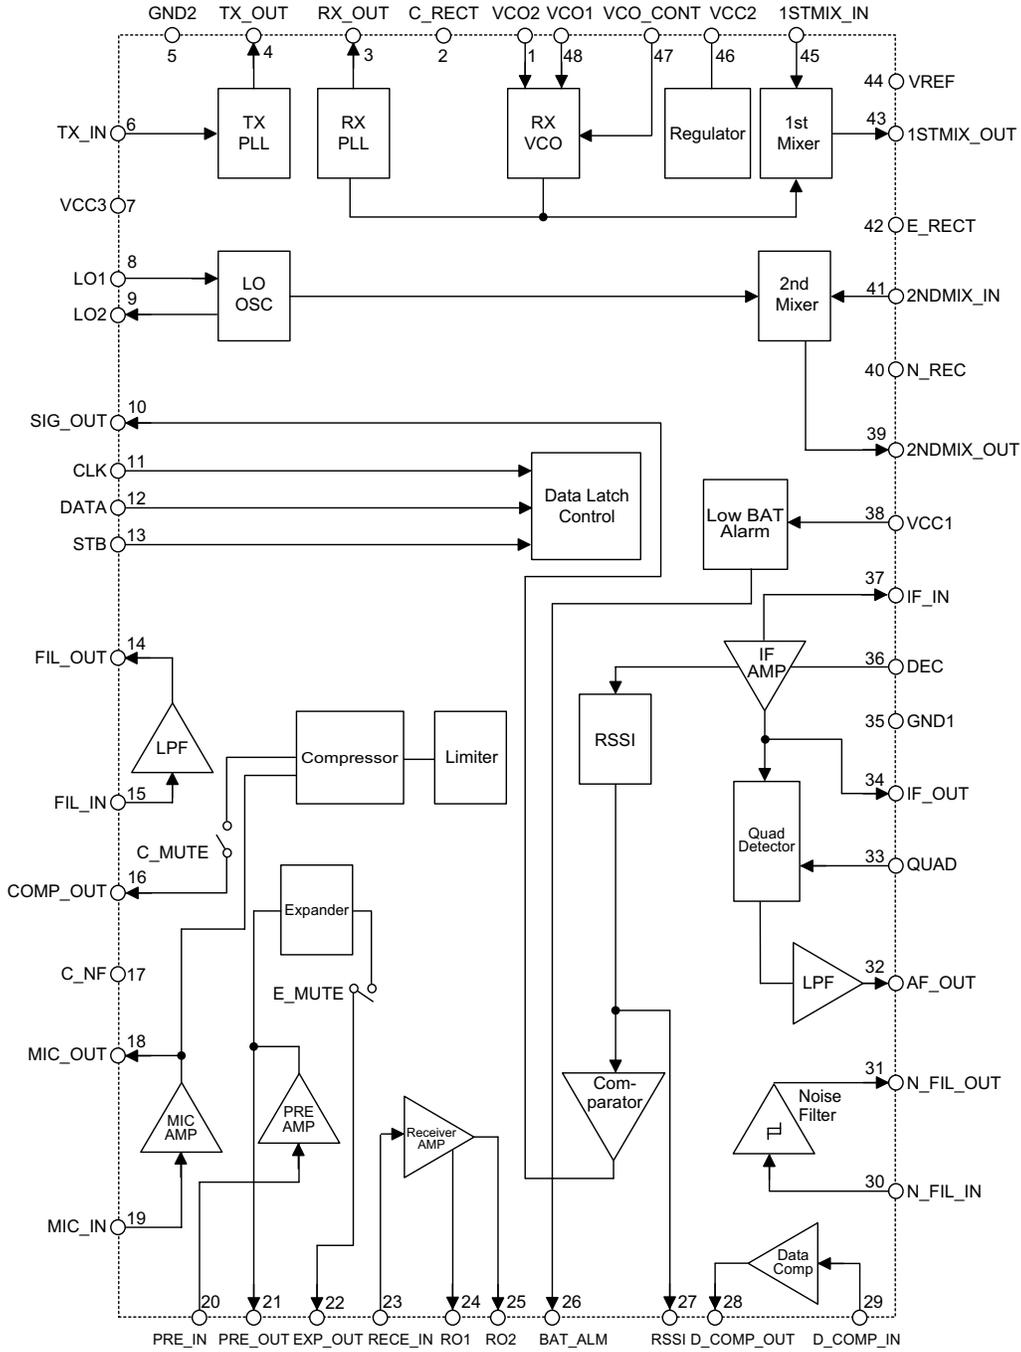 GND2 TX_OUT RX_OUT C_RECT VCO2 VCO1 VCO_CONT VCC2 1STMIX_IN
5 4 3 2 1 48 47 46 45
44 VREF
TX_IN 6
TX
PLL
RX
PLL
RX
VCO
Regulator
1st
Mixer
43 1STMIX_OUT
VCC3 7
42 E_RECT
LO1 8
LO2 9
LO
OSC
2nd
Mixer
41 2NDMIX_IN
40 N_REC
SIG_OUT 10
39 2NDMIX_OUT
CLK 11
DATA 12
STB 13
Data Latch
Control
Low BAT
Alarm
38 VCC1
37 IF_IN
FIL_OUT 14
IF
AMP
36 DEC
35 GND1
LPF
Compressor
Limiter
RSSI
FIL_IN 15
34 IF_OUT
C_MUTE
Quad
Detector
33 QUAD
COMP_OUT 16
Expander
C_NF 17
E_MUTE
LPF
32 AF_OUT
MIC_OUT 18
31 N_FIL_OUT
Com-
parator
Noise
Filter
MIC
AMP
PRE
AMP
Receiver
AMP
30 N_FIL_IN
MIC_IN 19
Data
Comp
20 21 22 23 24 25 26 27 28 29
PRE_IN PRE_OUT EXP_OUT RECE_IN RO1 RO2 BAT_ALM RSSI D_COMP_OUT D_COMP_IN